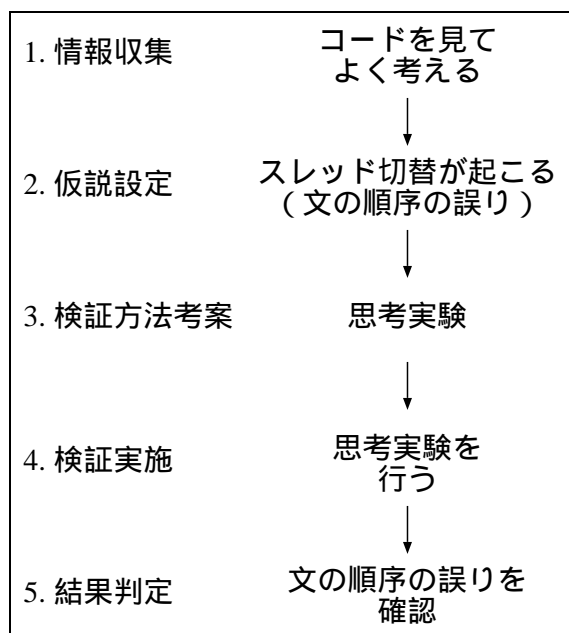 1. 情報収集
コードを見て
よく考える
2. 仮説設定
スレッド切替が起こる
(文の順序の誤り)
3. 検証方法考案
思考実験
4. 検証実施
思考実験を
行う
5. 結果判定
文の順序の誤りを
確認